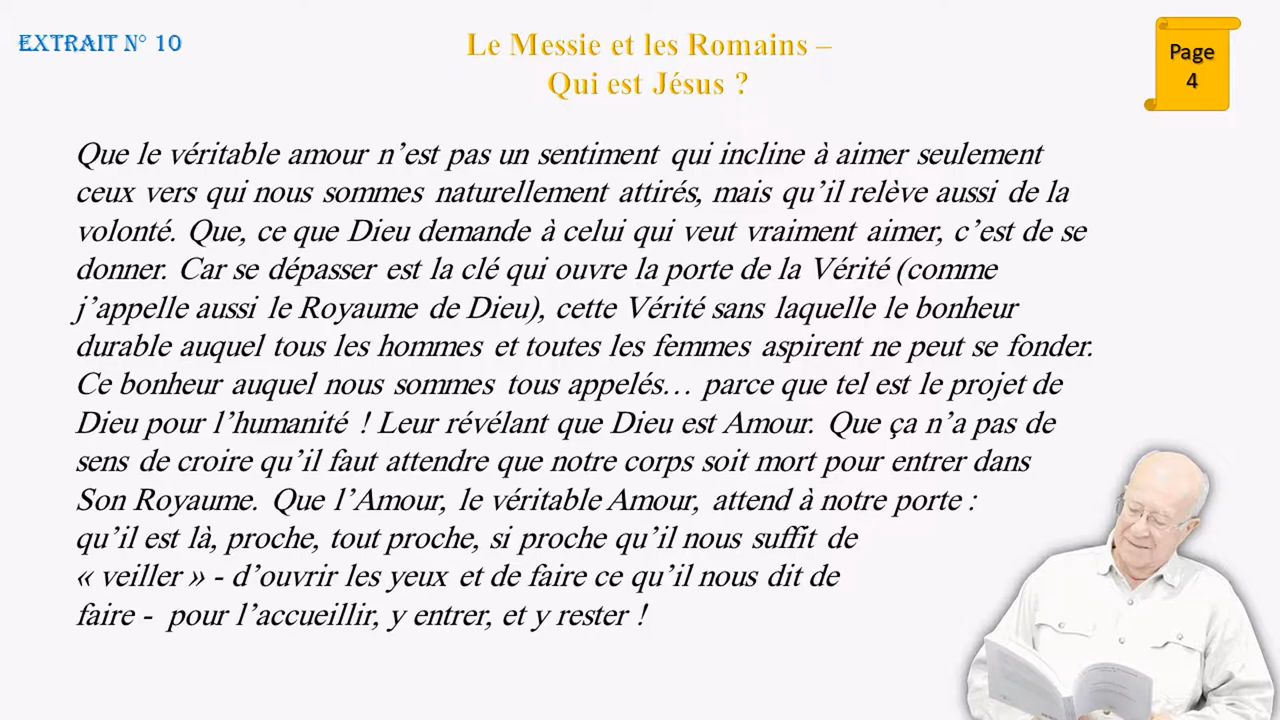 EXTRAIT N° 10
Le Messie et les Romains –
Qui est Jésus ?
Page
4
Que le véritable amour n’est pas un sentiment qui incline à aimer seulement
ceux vers qui nous sommes naturellement attirés, mais qu’il relève aussi de la
volonté. Que, ce que Dieu demande à celui qui veut vraiment aimer, c’est de se
donner. Car se dépasser est la clé qui ouvre la porte de la Vérité (comme
j’appelle aussi le Royaume de Dieu), cette Vérité sans laquelle le bonheur
durable auquel tous les hommes et toutes les femmes aspirent ne peut se fonder.
Ce bonheur auquel nous sommes tous appelés… parce que tel est le projet de
Dieu pour l’humanité ! Leur révélant que Dieu est Amour. Que ça n’a pas de
sens de croire qu’il faut attendre que notre corps soit mort pour entrer dans
Son Royaume. Que l’Amour, le véritable Amour, attend à notre porte :
qu’il est là, proche, tout proche, si proche qu’il nous suffit de
« veiller » - d’ouvrir les yeux et de faire ce qu’il nous dit de
faire - pour l’accueillir, y entrer, et y rester !